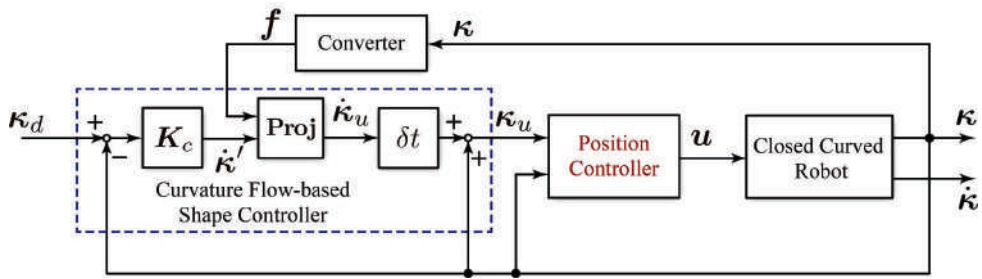 f
κ
Converter
κ_d
+
−
K_c
κ̇′
Proj
κ̇_u
δt
+
+
κ_u
Position
Controller
u
Closed Curved
Robot
κ
κ̇
Curvature Flow-based
Shape Controller